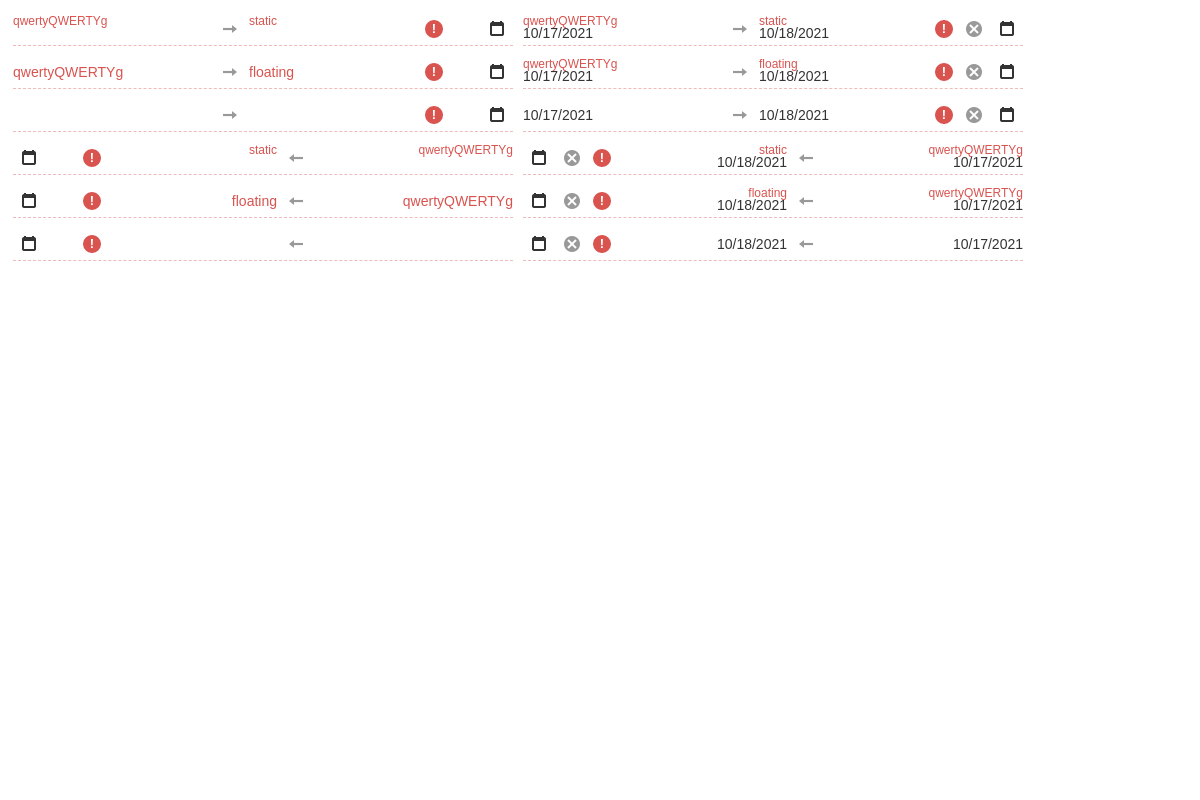 qwertyQWERTYg static qwertyQWERTYg static
10/17/2021 10/18/2021
qwertyQWERTYg floating qwertyQWERTYg floating
10/17/2021 10/18/2021
10/17/2021 10/18/2021
static qwertyQWERTYg static qwertyQWERTYg
10/18/2021 10/17/2021
floating qwertyQWERTYg floating qwertyQWERTYg
10/18/2021 10/17/2021
10/18/2021 10/17/2021